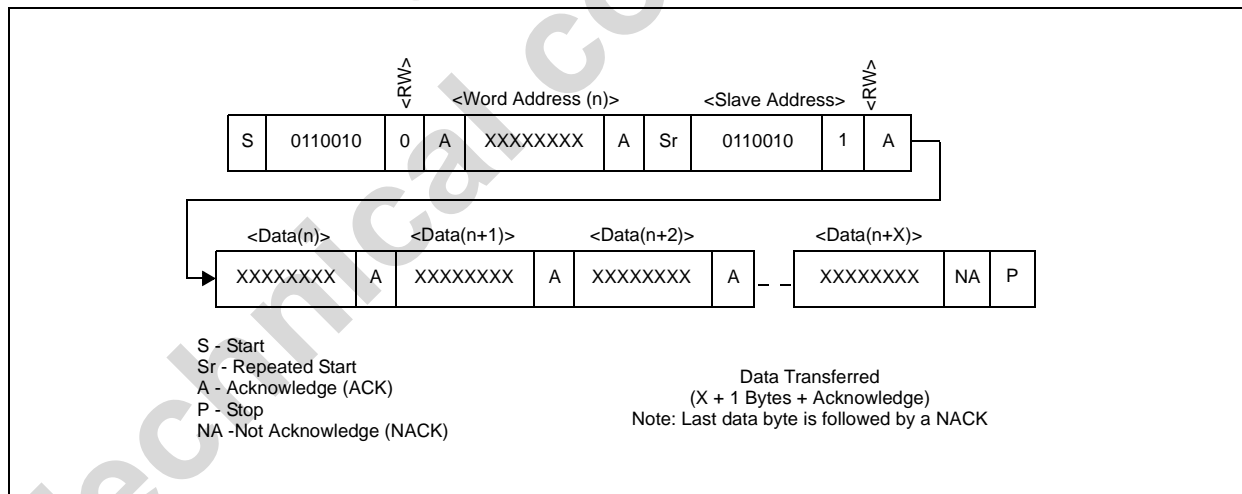 <RW>
<Word Address (n)>
<Slave Address>
<RW>
S 0110010 0 A XXXXXXXX A Sr 0110010 1 A
<Data(n)> <Data(n+1)> <Data(n+2)> <Data(n+X)>
XXXXXXXX A XXXXXXXX A XXXXXXXX A XXXXXXXX NA P
S - Start
Sr - Repeated Start
A - Acknowledge (ACK)
P - Stop
NA -Not Acknowledge (NACK)
Data Transferred
(X + 1 Bytes + Acknowledge)
Note: Last data byte is followed by a NACK